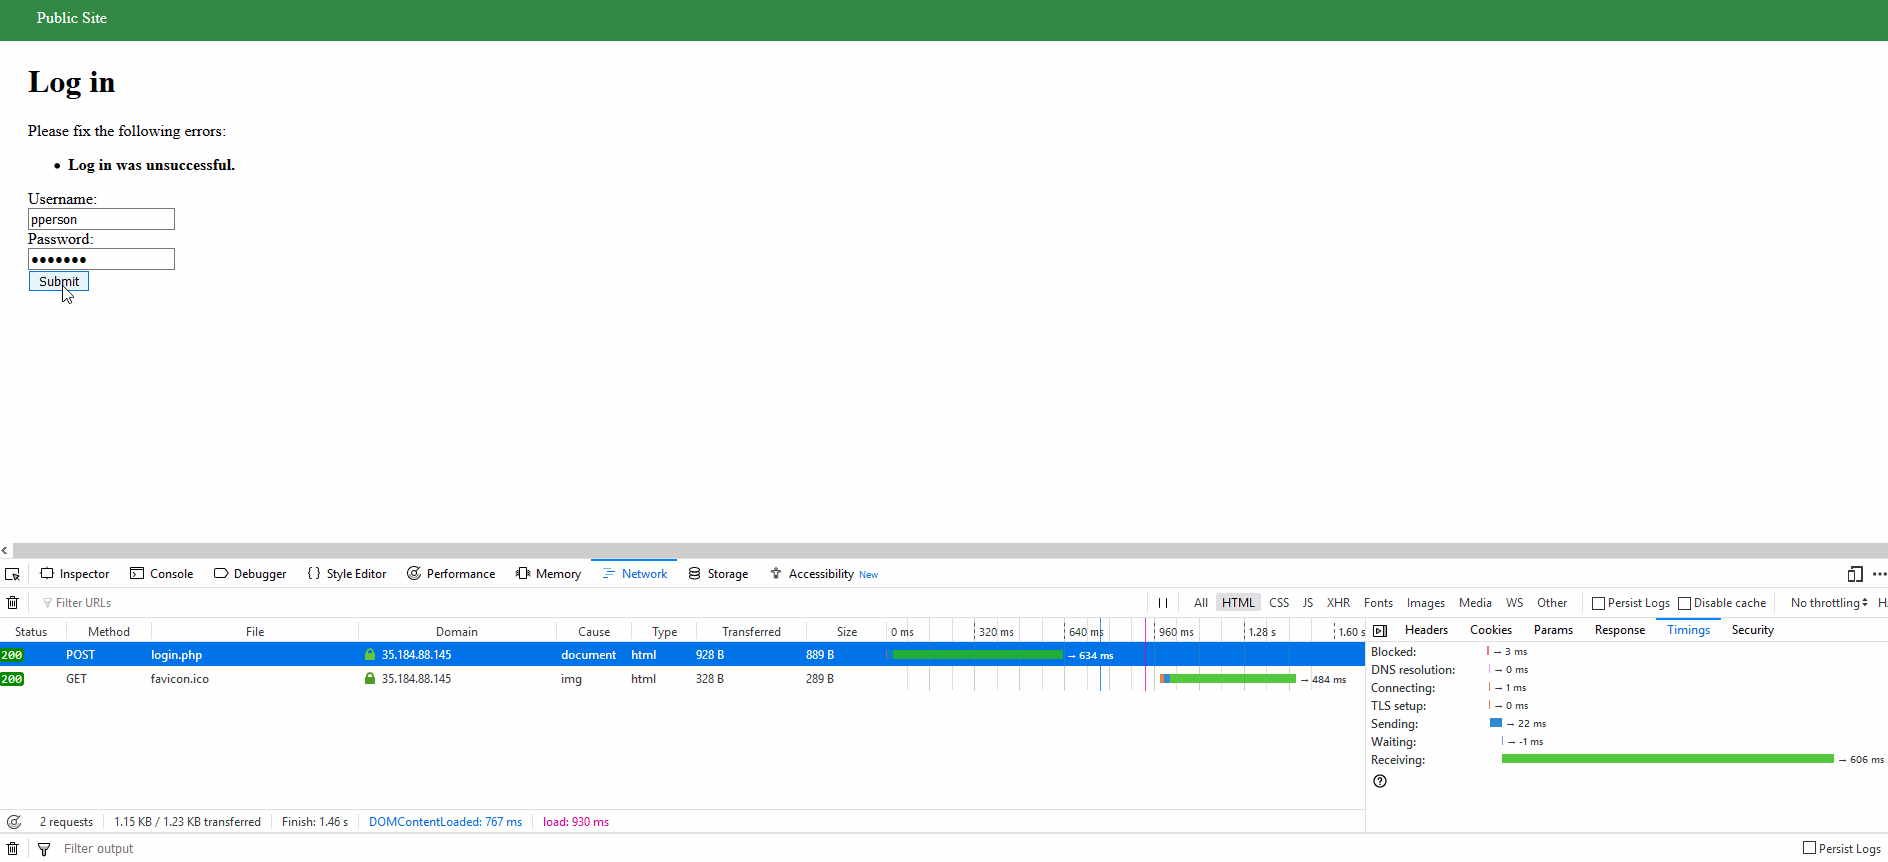 Public Site
Log in
Please fix the following errors:
• Log in was unsuccessful.
Username:
pperson
Password:
●●●●●●●
Submit
Inspector Console Debugger { } Style Editor Performance Memory Network Storage Accessibility New
Filter URLs All HTML CSS JS XHR Fonts Images Media WS Other Persist Logs Disable cache No throttling
Status Method File Domain Cause Type Transferred Size 0 ms 320 ms 640 ms 960 ms 1.28 s 1.60 s Headers Cookies Params Response Timings Security
200 POST login.php 35.184.88.145 document html 928 B 889 B → 634 ms
200 GET favicon.ico 35.184.88.145 img html 328 B 289 B → 484 ms
Blocked: → 3 ms
DNS resolution: → 0 ms
Connecting: → 1 ms
TLS setup: → 0 ms
Sending: → 22 ms
Waiting: → -1 ms
Receiving: → 606 ms
2 requests 1.15 KB / 1.23 KB transferred Finish: 1.46 s DOMContentLoaded: 767 ms load: 930 ms
Filter output Persist Logs